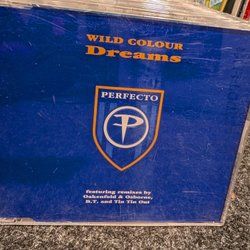 WILD COLOUR
Dreams
PERFECTO
P
featuring remixes by
Oakenfold & Osborne,
B.T. and Tin Tin Out